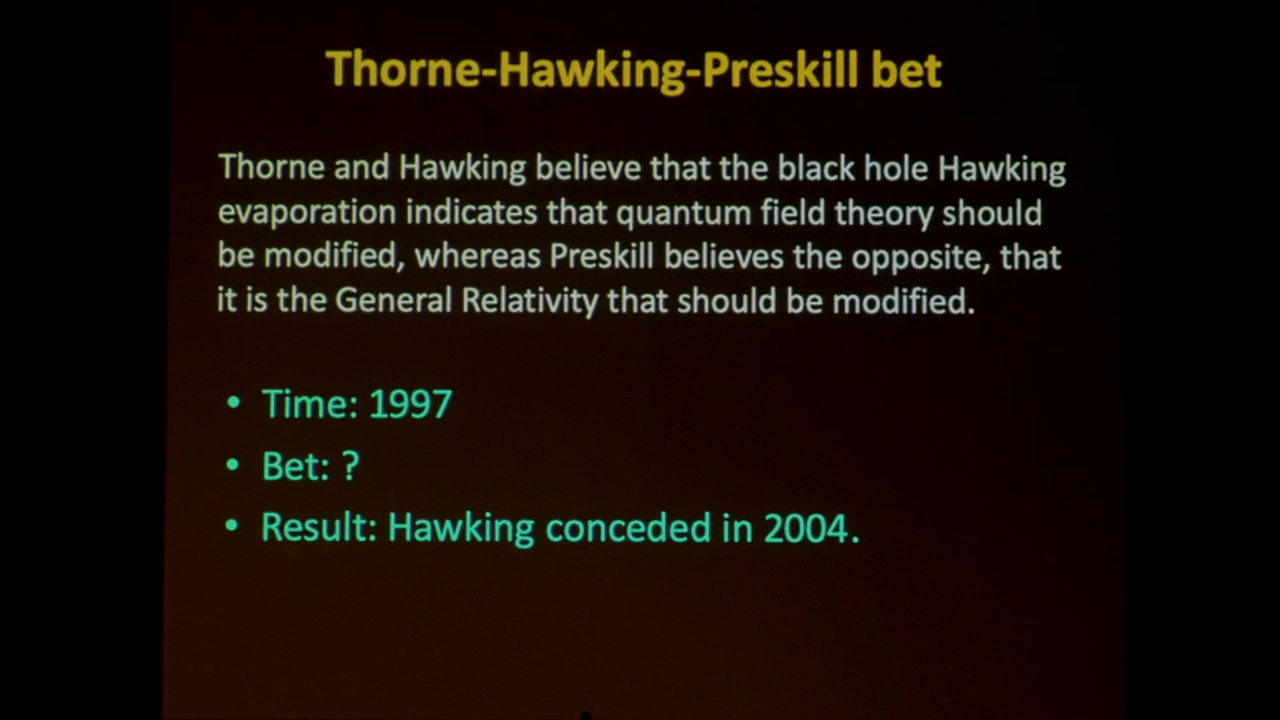 Thorne-Hawking-Preskill bet
Thorne and Hawking believe that the black hole Hawking
evaporation indicates that quantum field theory should
be modified, whereas Preskill believes the opposite, that
it is the General Relativity that should be modified.
• Time: 1997
• Bet: ?
• Result: Hawking conceded in 2004.